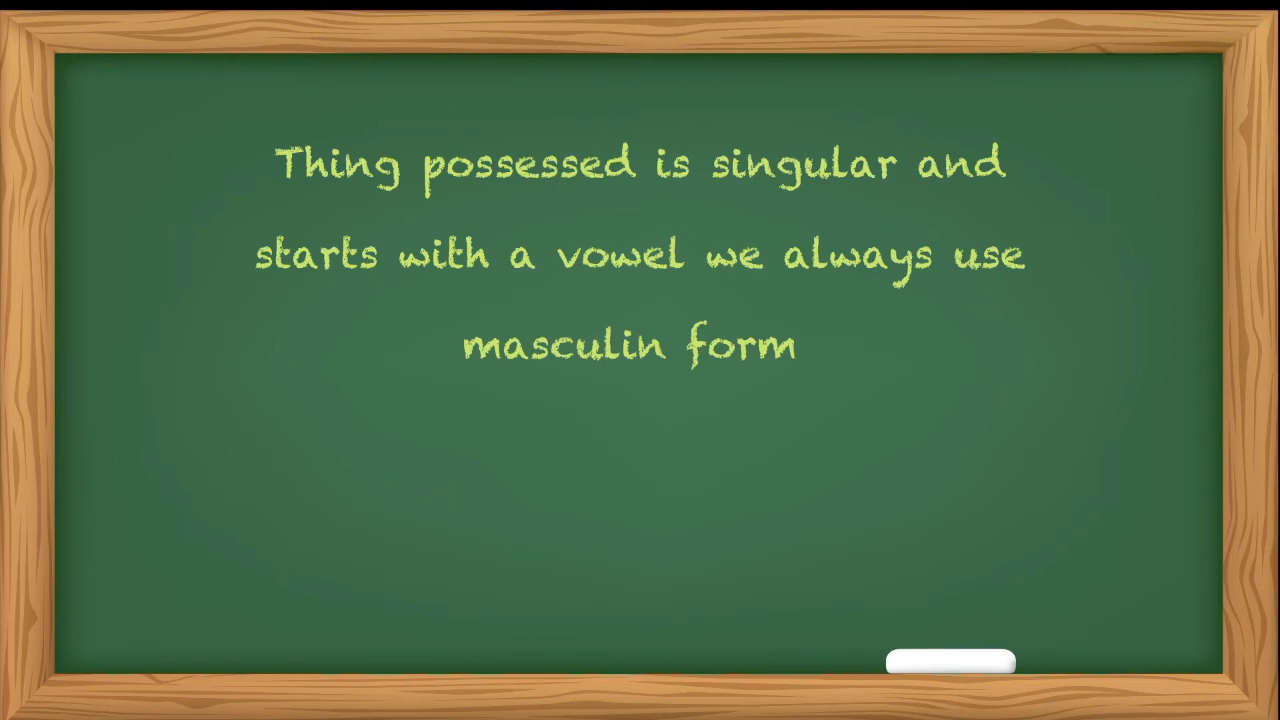 Thing possessed is singular and
starts with a vowel we always use
masculin form